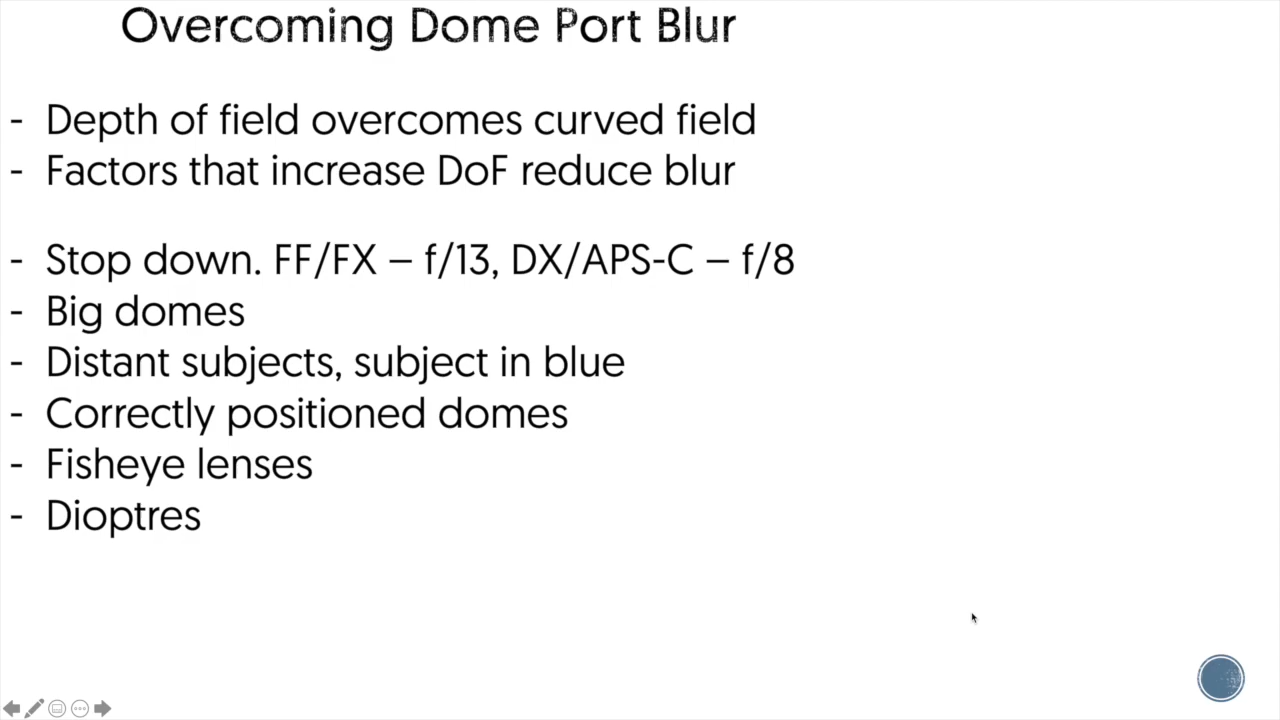 Overcoming Dome Port Blur
- Depth of field overcomes curved field
- Factors that increase DoF reduce blur
- Stop down. FF/FX – f/13, DX/APS-C – f/8
- Big domes
- Distant subjects, subject in blue
- Correctly positioned domes
- Fisheye lenses
- Dioptres